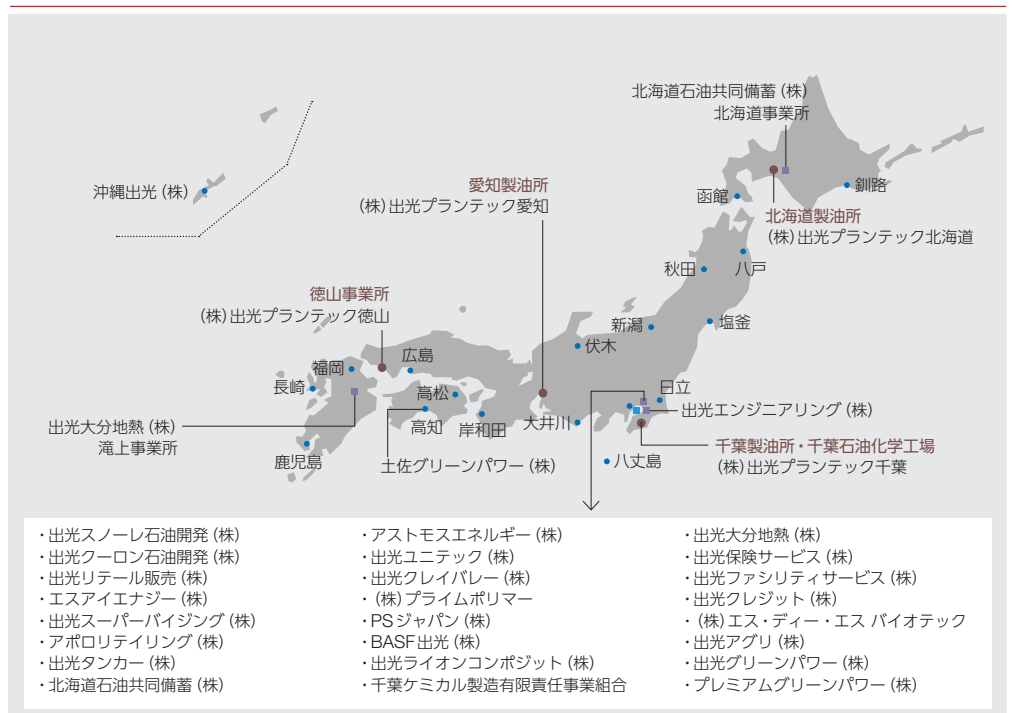 北海道石油共同備蓄(株)
北海道事業所
沖縄出光(株)
愛知製油所
(株)出光プランテック愛知
函館
釧路
北海道製油所
(株)出光プランテック北海道
秋田
八戸
徳山事業所
(株)出光プランテック徳山
新潟
塩釜
伏木
福岡
広島
長崎
高松
日立
出光大分地熱(株)
滝上事業所
高知
岸和田
大井川
出光エンジニアリング(株)
鹿児島
土佐グリーンパワー(株)
八丈島
千葉製油所・千葉石油化学工場
(株)出光プランテック千葉
・出光スノーレ石油開発(株)
・出光クーロン石油開発(株)
・出光リテール販売(株)
・エスアイエナジー(株)
・出光スーパーバイジング(株)
・アポロリテイリング(株)
・出光タンカー(株)
・北海道石油共同備蓄(株)
・アストモスエネルギー(株)
・出光ユニテック(株)
・出光クレイバレー(株)
・(株)プライムポリマー
・PSジャパン(株)
・BASF出光(株)
・出光ライオンコンポジット(株)
・千葉ケミカル製造有限責任事業組合
・出光大分地熱(株)
・出光保険サービス(株)
・出光ファシリティサービス(株)
・出光クレジット(株)
・(株)エス・ディー・エス バイオテック
・出光アグリ(株)
・出光グリーンパワー(株)
・プレミアムグリーンパワー(株)